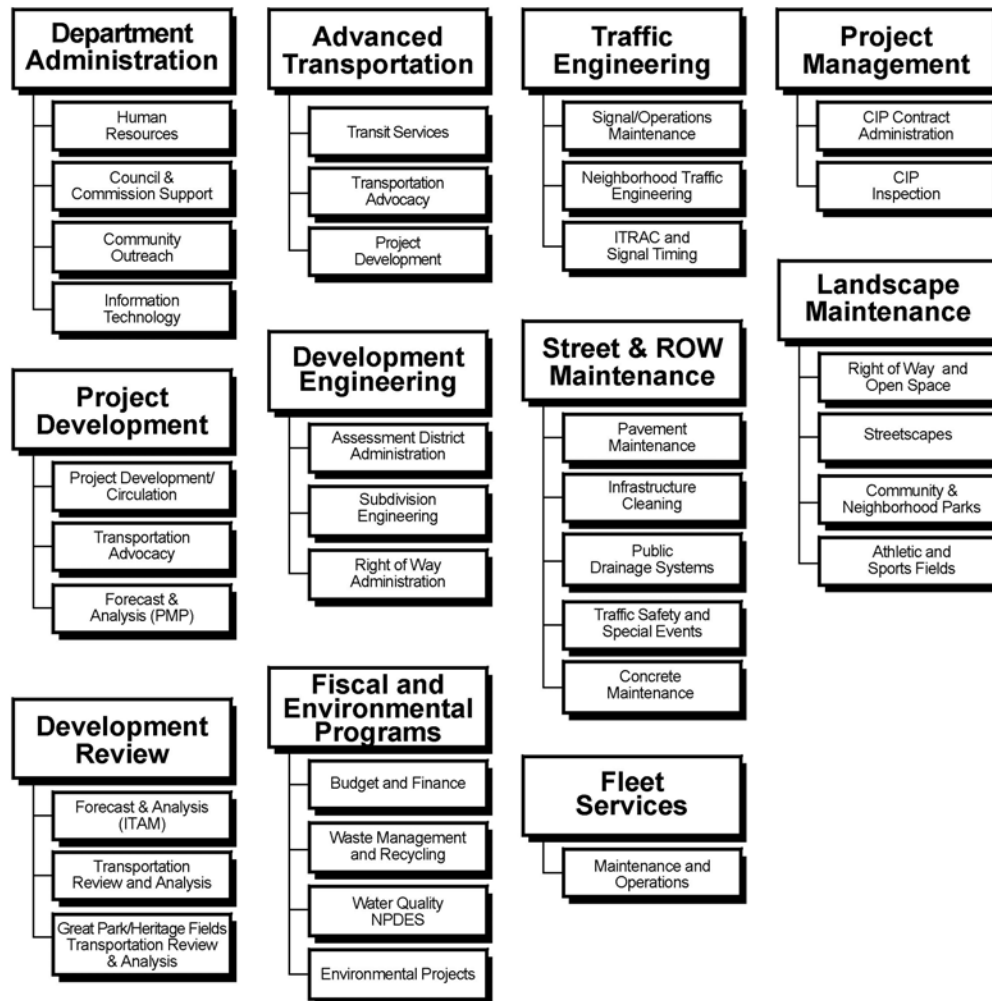 Department
Administration
Human
Resources
Council &
Commission Support
Community
Outreach
Information
Technology
Project
Development
Project Development/
Circulation
Transportation
Advocacy
Forecast &
Analysis (PMP)
Development
Review
Forecast & Analysis
(ITAM)
Transportation
Review and Analysis
Great Park/Heritage Fields
Transportation Review
& Analysis
Advanced
Transportation
Transit Services
Transportation
Advocacy
Project
Development
Development
Engineering
Assessment District
Administration
Subdivision
Engineering
Right of Way
Administration
Fiscal and
Environmental
Programs
Budget and Finance
Waste Management
and Recycling
Water Quality
NPDES
Environmental Projects
Traffic
Engineering
Signal/Operations
Maintenance
Neighborhood Traffic
Engineering
ITRAC and
Signal Timing
Street & ROW
Maintenance
Pavement
Maintenance
Infrastructure
Cleaning
Public
Drainage Systems
Traffic Safety and
Special Events
Concrete
Maintenance
Fleet
Services
Maintenance and
Operations
Project
Management
CIP Contract
Administration
CIP
Inspection
Landscape
Maintenance
Right of Way and
Open Space
Streetscapes
Community &
Neighborhood Parks
Athletic and
Sports Fields